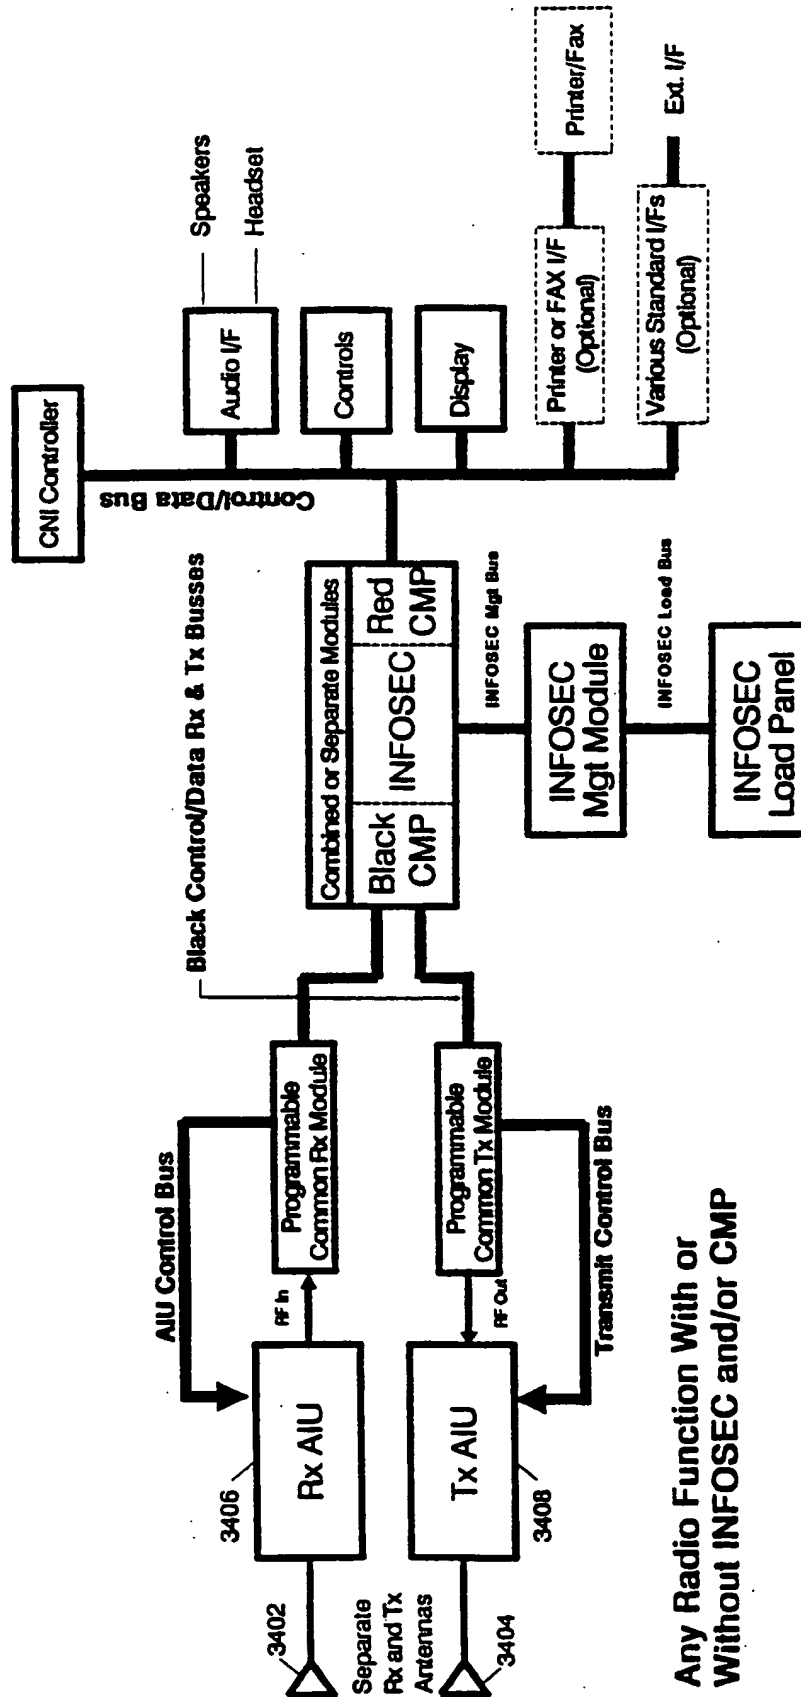 3402
Separate
Rx and Tx
Antennas
3404
3406
Rx AIU
Tx AIU
3408
AIU Control Bus
RF In
RF Out
Transmit Control Bus
Programmable
Common Rx Module
Programmable
Common Tx Module
Black Control/Data Rx & Tx Busses
Combined or Separate Modules
Black
CMP
INFOSEC
Red
CMP
INFOSEC Mgt Bus
INFOSEC
Mgt Module
INFOSEC Load Bus
INFOSEC
Load Panel
CNI Controller
Control/Data Bus
Audio I/F
Speakers
Headset
Controls
Display
Printer or FAX I/F
(Optional)
Printer/Fax
Various Standard I/Fs
(Optional)
Ext. I/F
Any Radio Function With or
Without INFOSEC and/or CMP